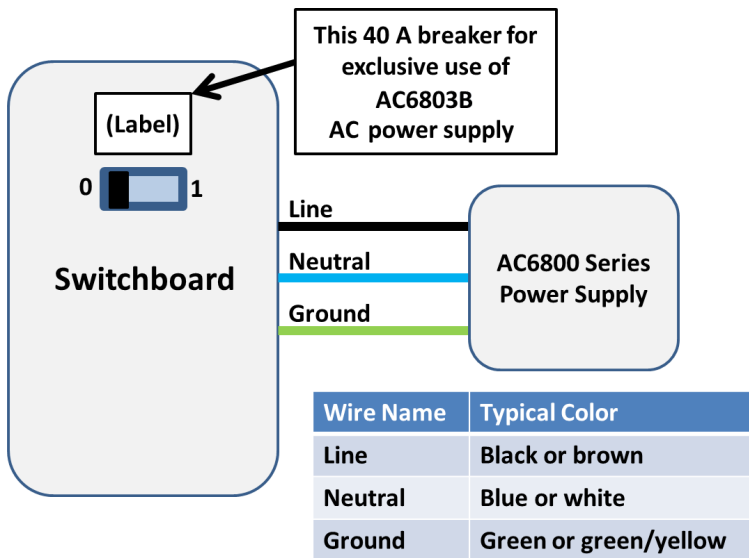 This 40 A breaker for
exclusive use of
AC6803B
AC power supply
(Label)
0 1
Switchboard
Line
Neutral
Ground
AC6800 Series
Power Supply
Wire Name Typical Color
Line Black or brown
Neutral Blue or white
Ground Green or green/yellow